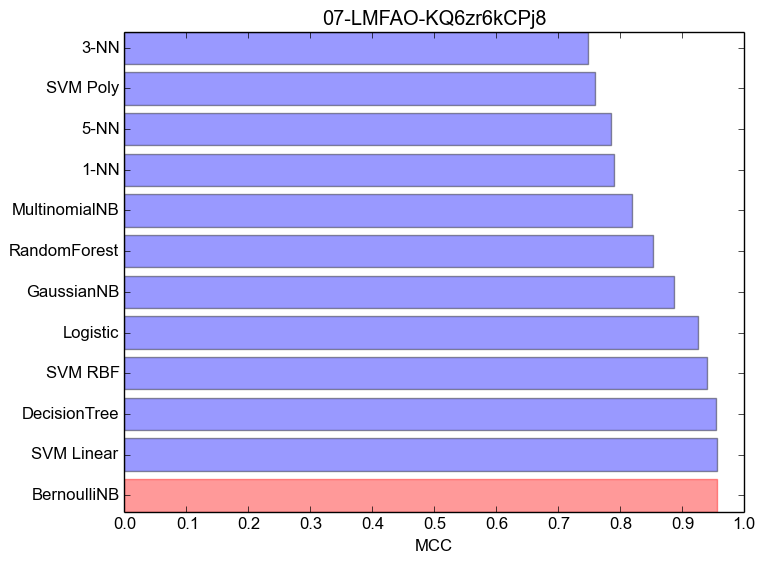 07-LMFAO-KQ6zr6kCPj8
3-NN
SVM Poly
5-NN
1-NN
MultinomialNB
RandomForest
GaussianNB
Logistic
SVM RBF
DecisionTree
SVM Linear
BernoulliNB
0.0 0.1 0.2 0.3 0.4 0.5 0.6 0.7 0.8 0.9 1.0
MCC